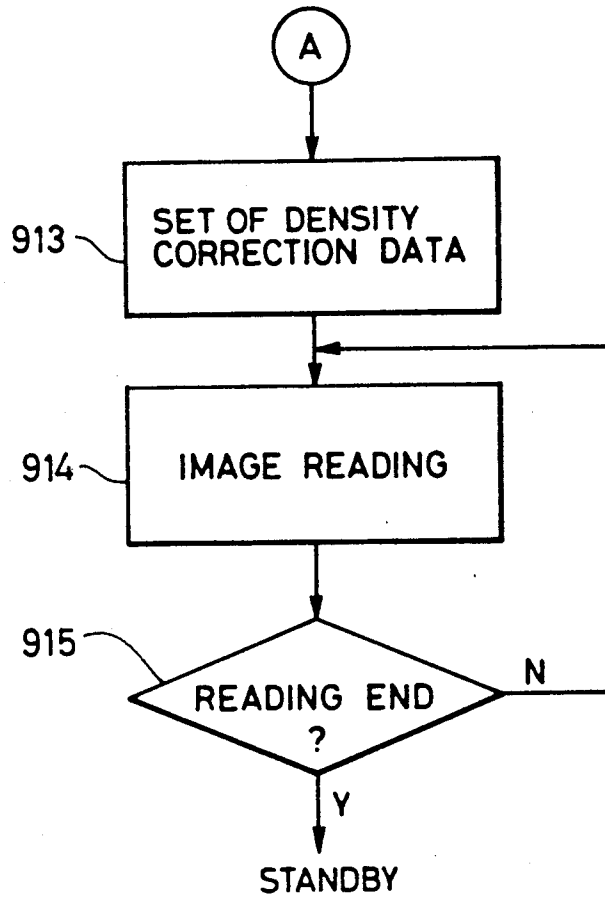 A
913
SET OF DENSITY
CORRECTION DATA
914
IMAGE READING
915
READING END
?
N
Y
STANDBY